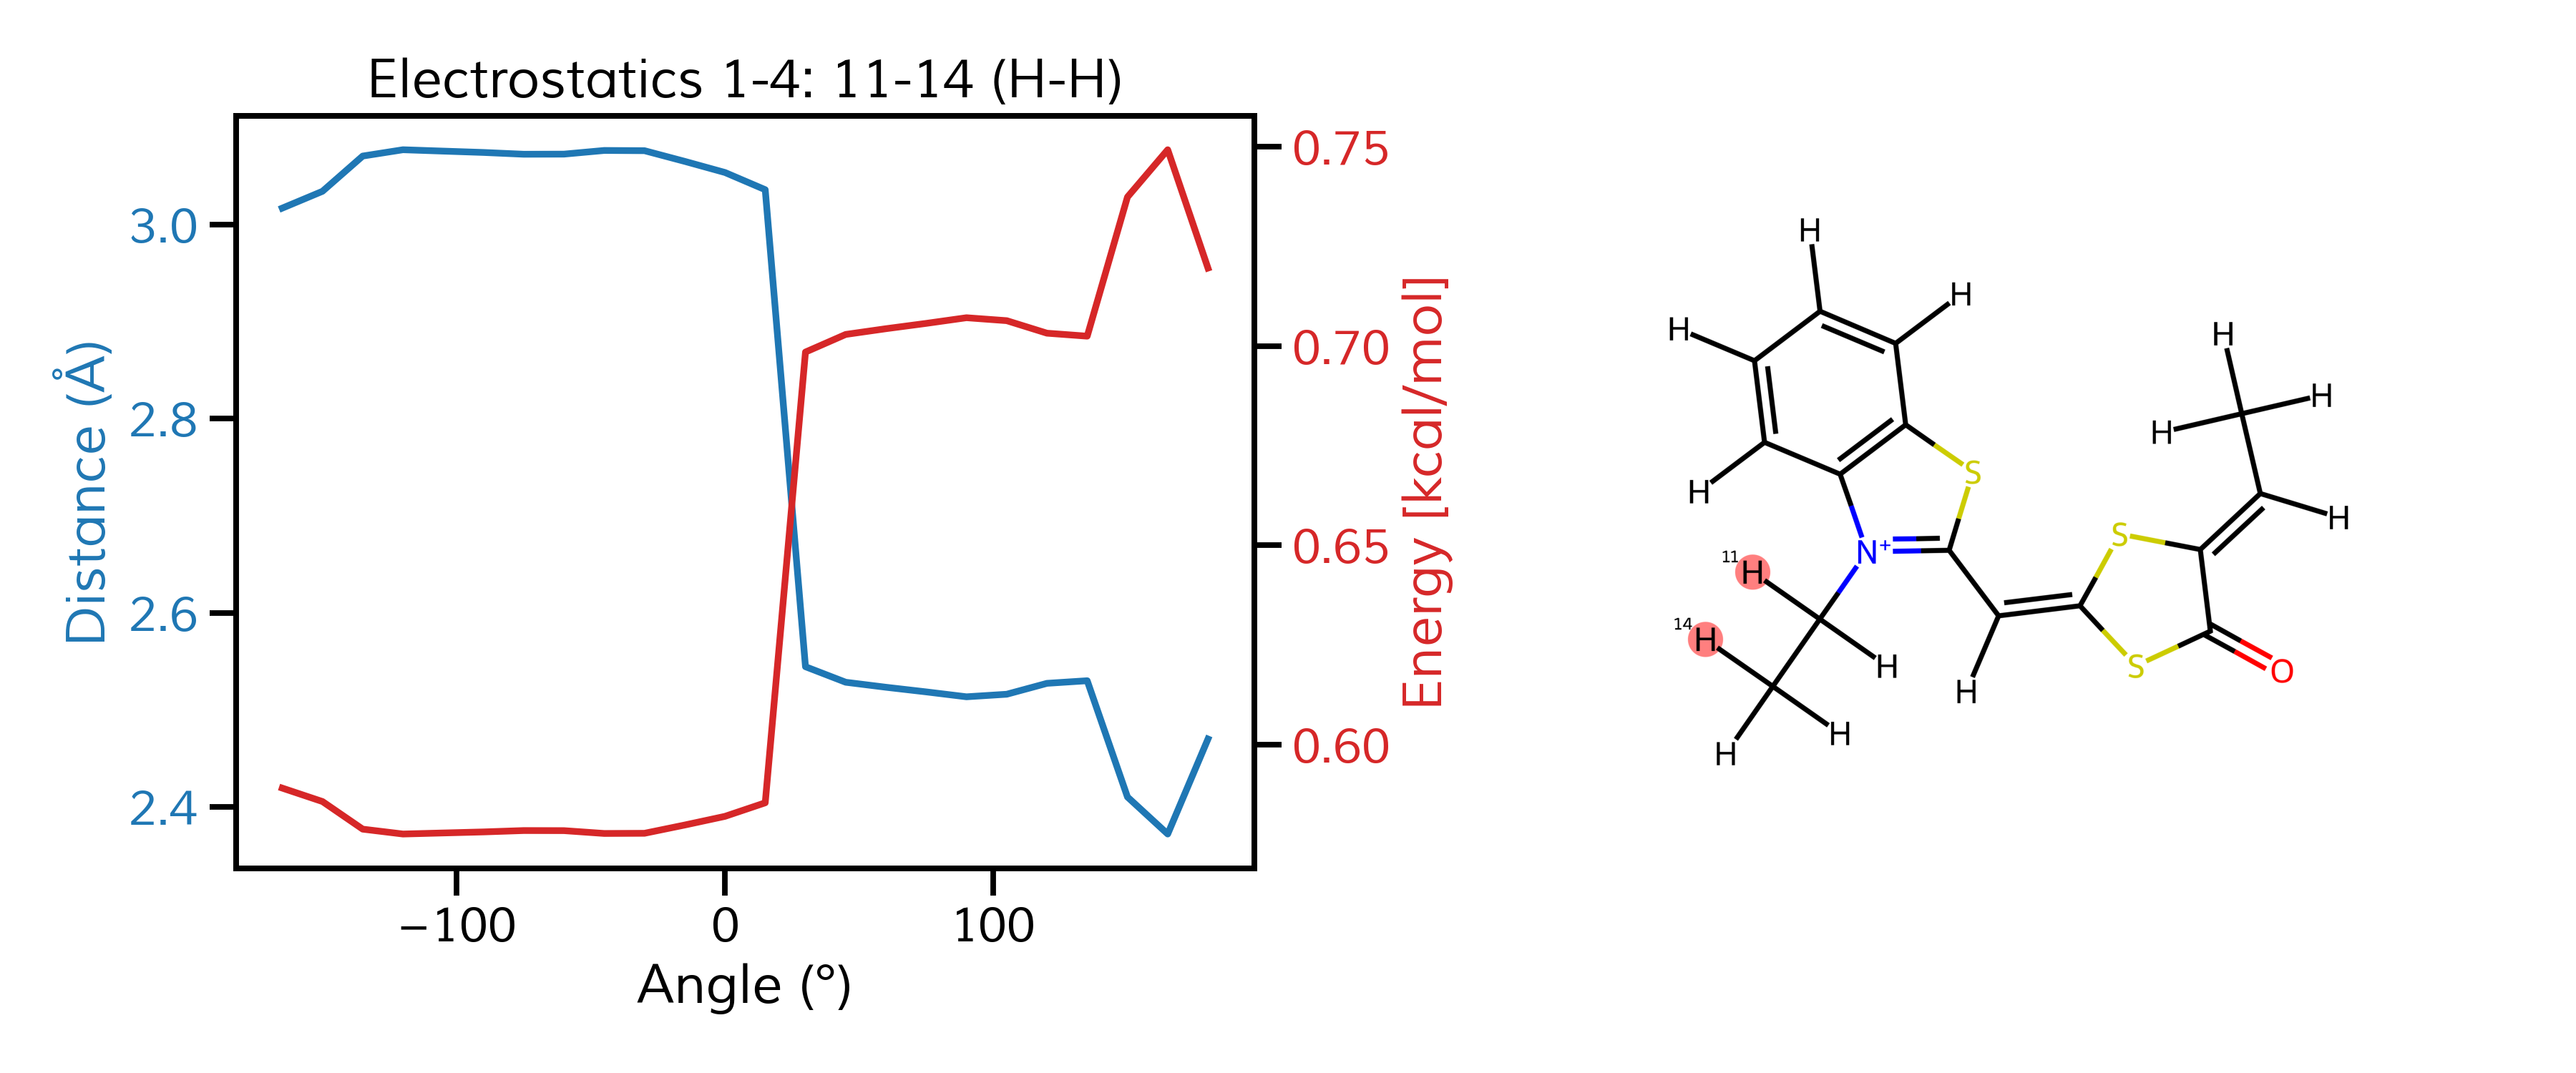 Electrostatics 1-4: 11-14 (H-H)
Distance (Å)
3.0
2.8
2.6
2.4
−100
0
100
Angle (°)
0.75
0.70
0.65
0.60
Energy [kcal/mol]
H
H
H
H
H
H
H
S
H
S
N+
11
H
14
H
H
S
O
H
H
H